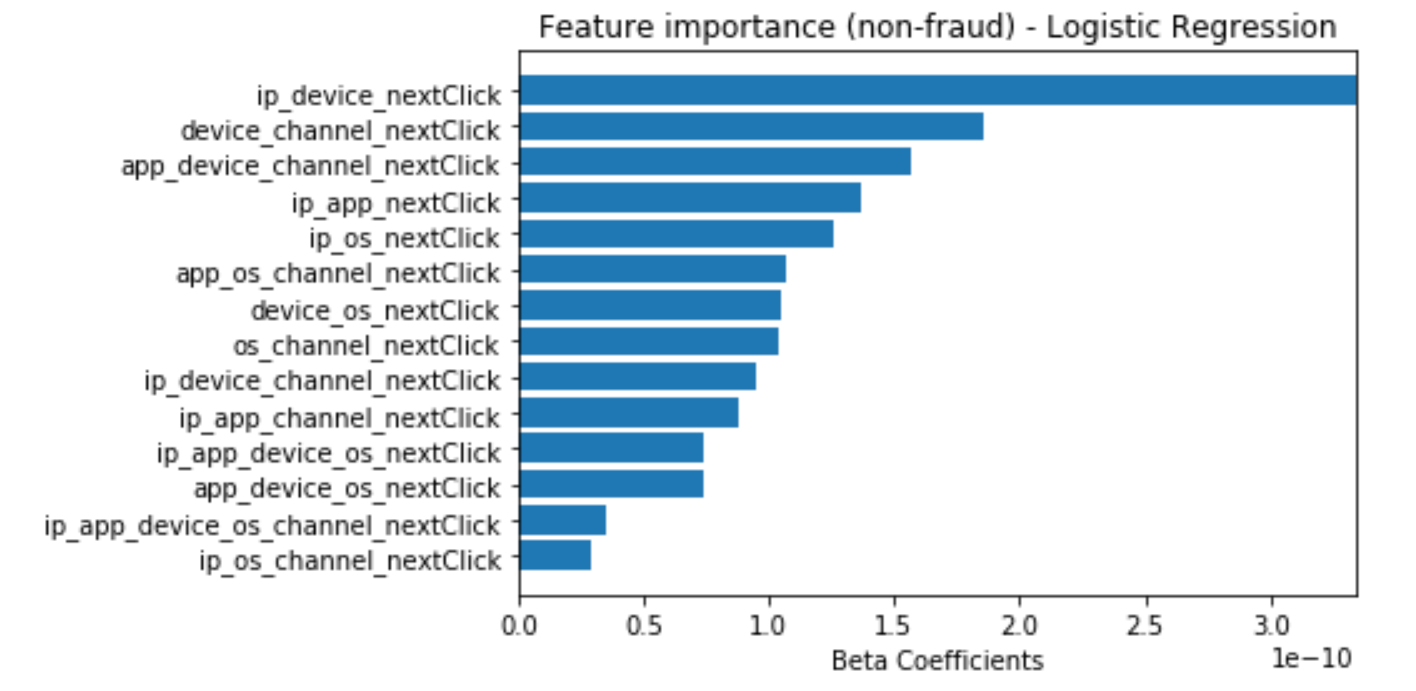 Feature importance (non-fraud) - Logistic Regression
ip_device_nextClick
device_channel_nextClick
app_device_channel_nextClick
ip_app_nextClick
ip_os_nextClick
app_os_channel_nextClick
device_os_nextClick
os_channel_nextClick
ip_device_channel_nextClick
ip_app_channel_nextClick
ip_app_device_os_nextClick
app_device_os_nextClick
ip_app_device_os_channel_nextClick
ip_os_channel_nextClick
0.0 0.5 1.0 1.5 2.0 2.5 3.0
Beta Coefficients
1e−10